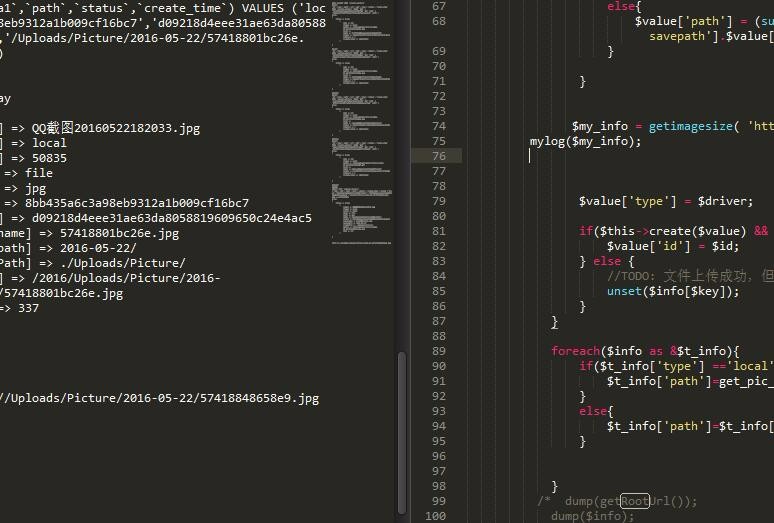 a1`,`path`,`status`,`create_time`) VALUES ('loc
3eb9312a1b009cf16bc7','d09218d4eee31ae63da80588
,'/Uploads/Picture/2016-05-22/57418801bc26e.
)
ay
] => QQ截图20160522182033.jpg
] => local
] => 50835
=> file
=> jpg
=> 8bb435a6c3a98eb9312a1b009cf16bc7
] => d09218d4eee31ae63da8058819609650c24e4ac5
name] => 57418801bc26e.jpg
path] => 2016-05-22/
Path] => ./Uploads/Picture/
] => /2016/Uploads/Picture/2016-
/57418801bc26e.jpg
=> 337
//Uploads/Picture/2016-05-22/57418848658e9.jpg
67 else{
68 $value['path'] = (su
savepath'].$value[
69 }
70
71 }
72
73
74 $my_info = getimagesize( 'htt
75 mylog($my_info);
76
77
78
79 $value['type'] = $driver;
80
81 if($this->create($value) &&
82 $value['id'] = $id;
83 } else {
84 //TODO: 文件上传成功，但
85 unset($info[$key]);
86 }
87 }
88
89 foreach($info as &$t_info){
90 if($t_info['type'] =='local'
91 $t_info['path']=get_pic_
92 }
93 else{
94 $t_info['path']=$t_info[
95 }
96
97
98 }
99 /* dump(getRootUrl());
100 dump($info);